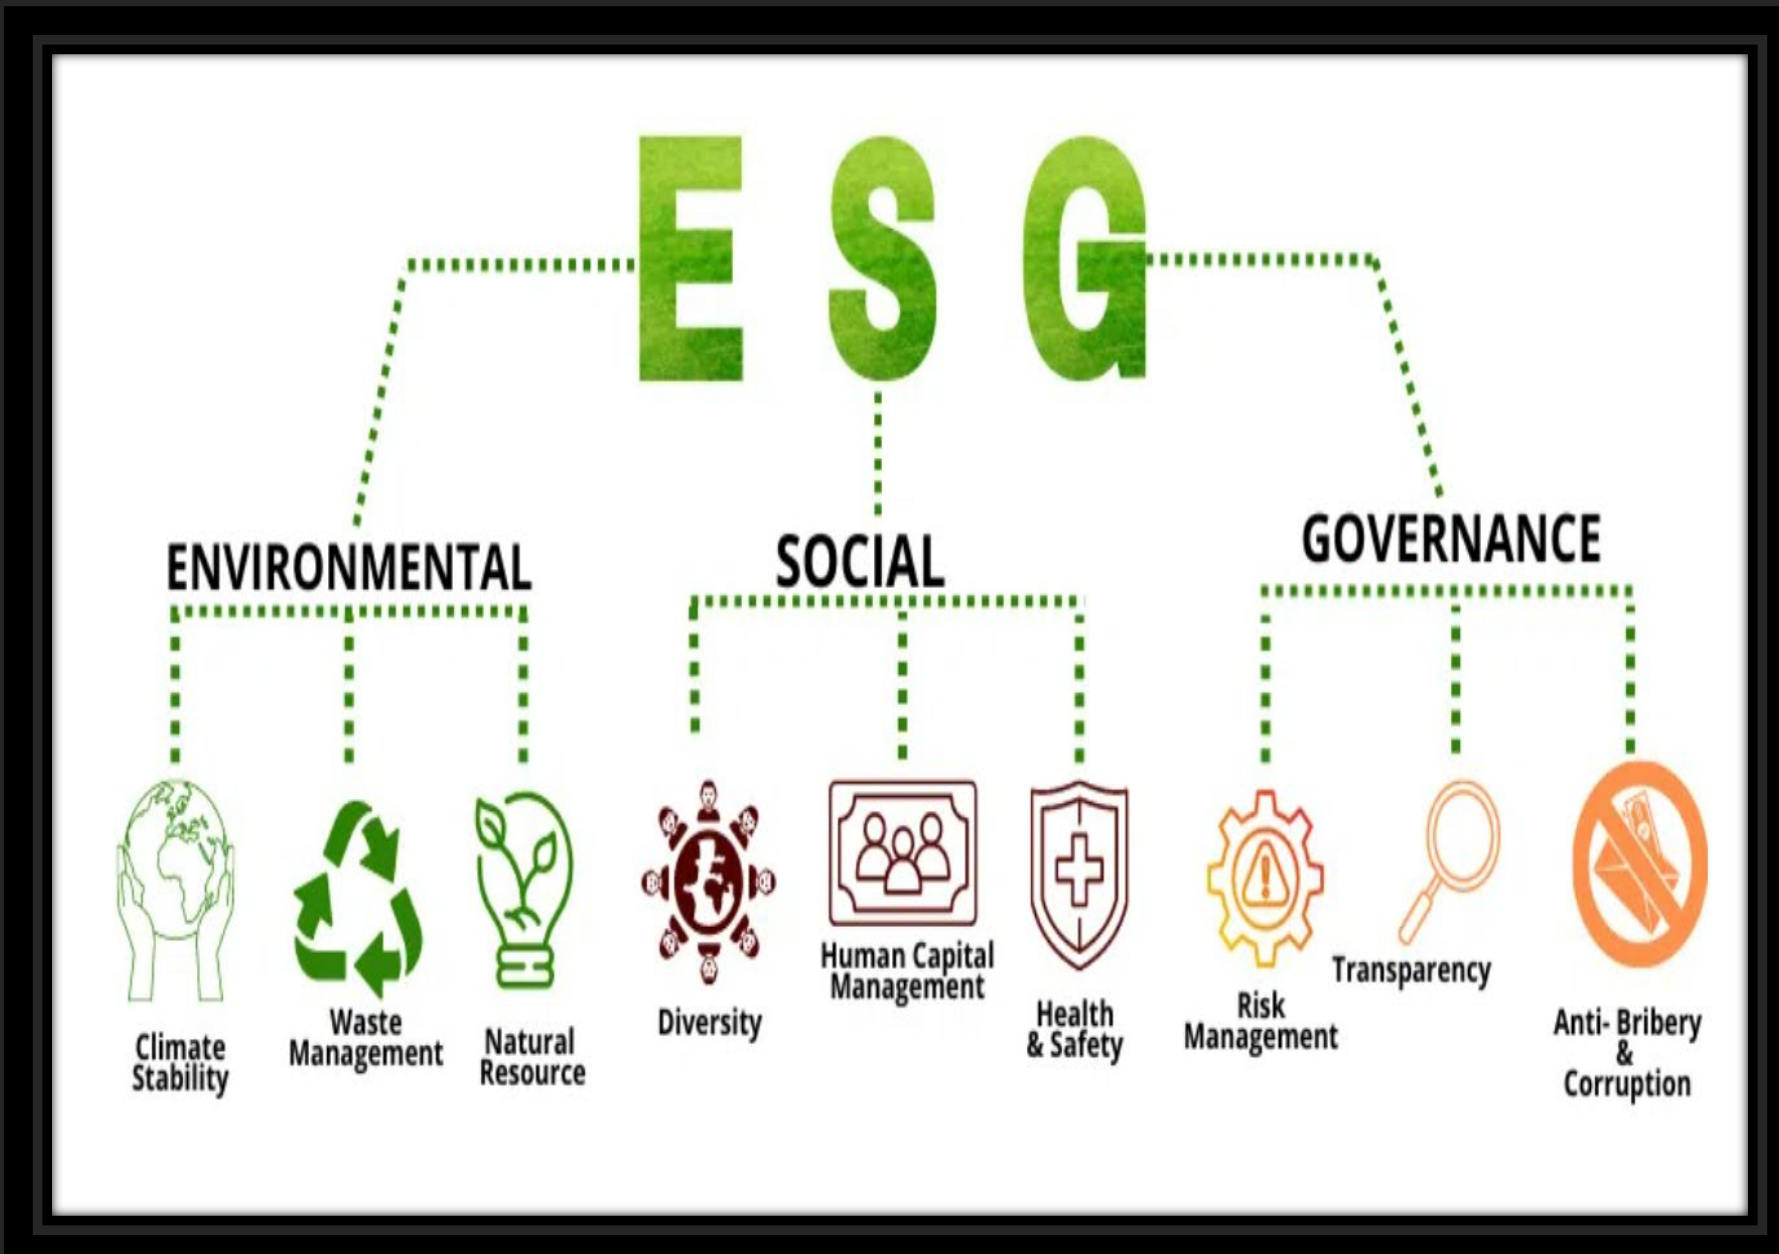 E S G
ENVIRONMENTAL
Climate
Stability
Waste
Management
Natural
Resource
SOCIAL
Diversity
Human Capital
Management
Health
& Safety
GOVERNANCE
Risk
Management
Transparency
Anti- Bribery
&
Corruption